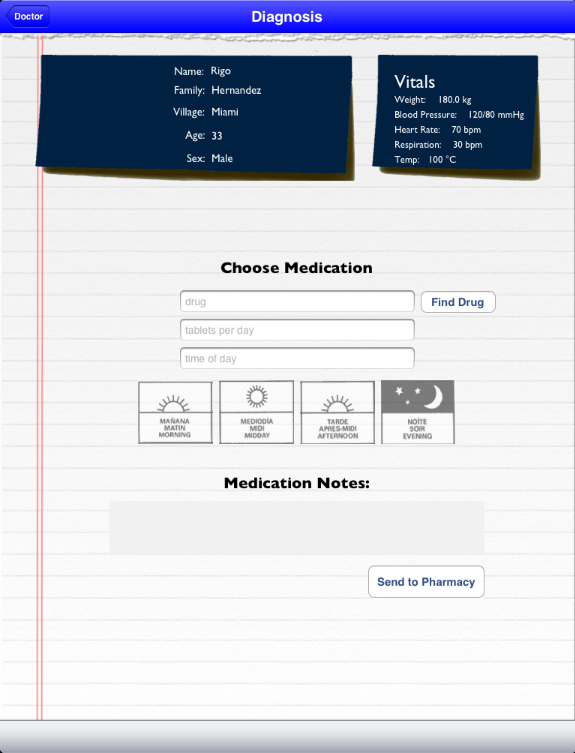 Doctor
Diagnosis
Name: Rigo
Family: Hernandez
Village: Miami
Age: 33
Sex: Male
Vitals
Weight: 180.0 kg
Blood Pressure: 120/80 mmHg
Heart Rate: 70 bpm
Respiration: 30 bpm
Temp: 100 °C
Choose Medication
drug
Find Drug
tablets per day
time of day
MAÑANA
MATIN
MORNING
MEDIODÍA
MIDI
MIDDAY
TARDE
APRES-MIDI
AFTERNOON
NOÍTE
SOIR
EVENING
Medication Notes:
Send to Pharmacy